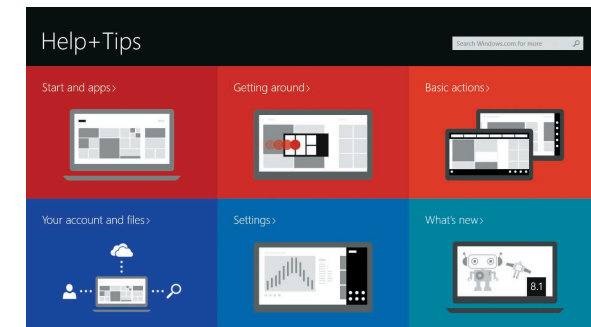 Help+Tips
Search Windows.com for more
Start and apps>
Getting around>
Basic actions>
Your account and files>
Settings>
What's new>
8.1